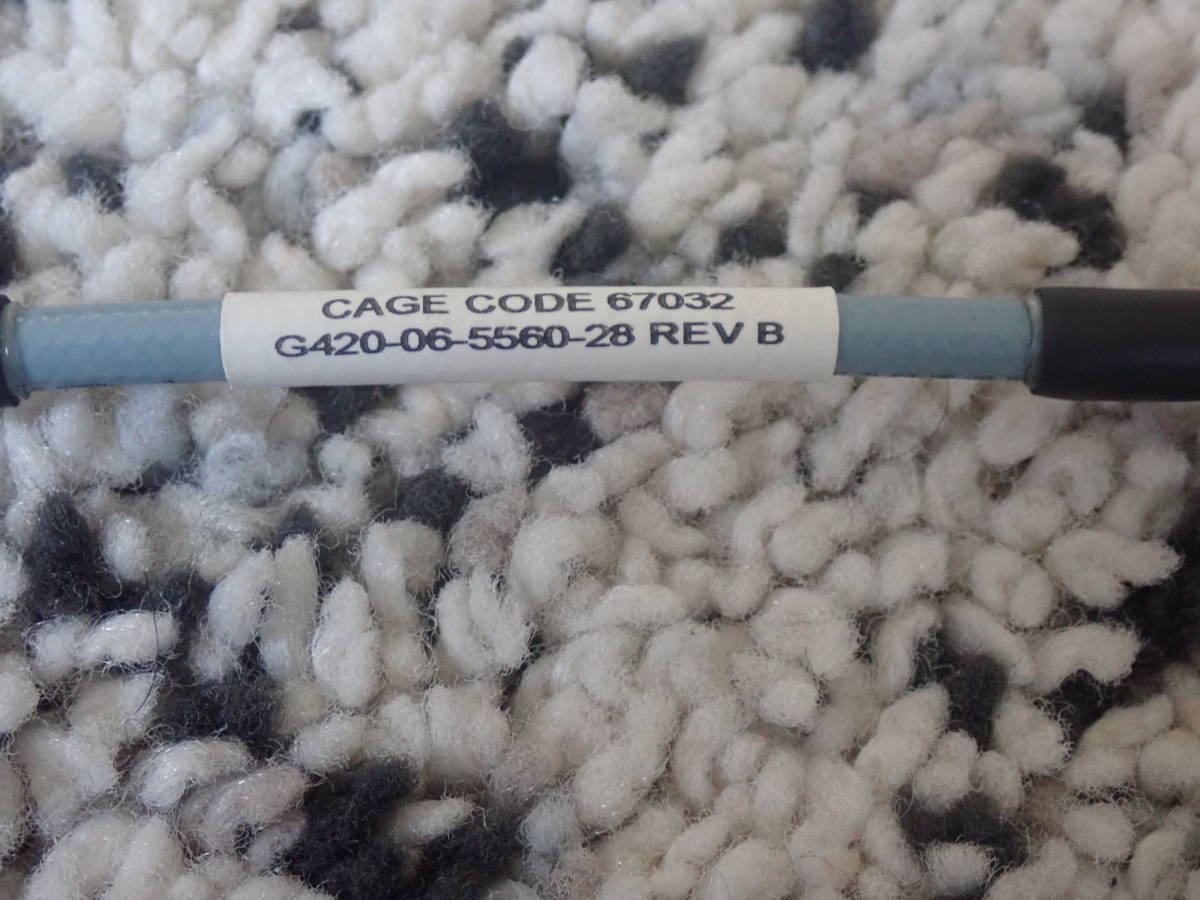 CAGE CODE 67032
G420-06-5560-28 REV B